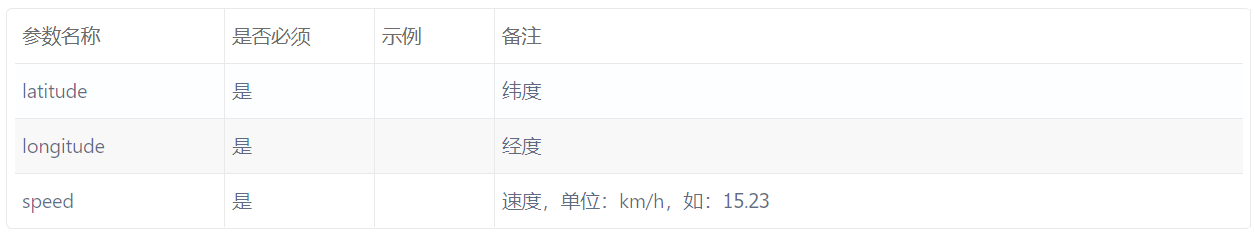 参数名称 是否必须 示例 备注
latitude 是 纬度
longitude 是 经度
speed 是 速度，单位：km/h，如：15.23